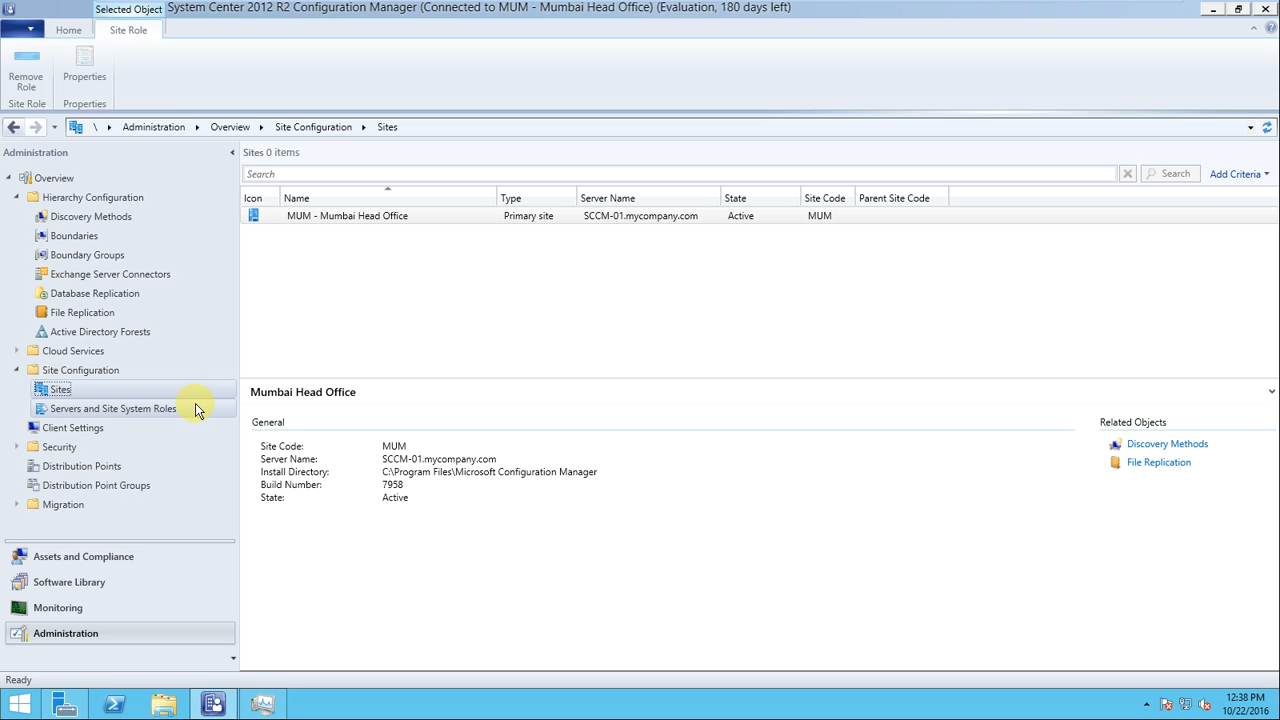 Selected Object System Center 2012 R2 Configuration Manager (Connected to MUM - Mumbai Head Office) (Evaluation, 180 days left)
Home Site Role
Remove Role
Properties
Site Role
Properties
\ Administration Overview Site Configuration Sites
Administration
Overview
Hierarchy Configuration
Discovery Methods
Boundaries
Boundary Groups
Exchange Server Connectors
Database Replication
File Replication
Active Directory Forests
Cloud Services
Site Configuration
Sites
Servers and Site System Roles
Client Settings
Security
Distribution Points
Distribution Point Groups
Migration
Assets and Compliance
Software Library
Monitoring
Administration
Sites 0 items
Search Search Add Criteria
Icon Name Type Server Name State Site Code Parent Site Code
MUM - Mumbai Head Office Primary site SCCM-01.mycompany.com Active MUM
Mumbai Head Office
General
Site Code: MUM
Server Name: SCCM-01.mycompany.com
Install Directory: C:\Program Files\Microsoft Configuration Manager
Build Number: 7958
State: Active
Related Objects
Discovery Methods
File Replication
Ready
12:38 PM
10/22/2016